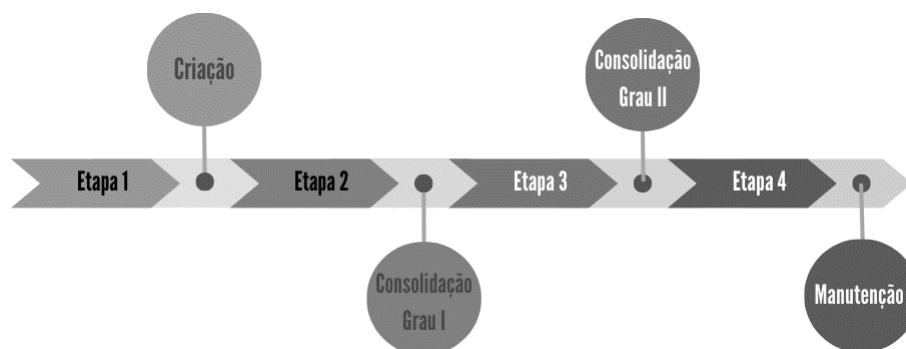 Criação
Consolidação
Grau II
Etapa 1
Etapa 2
Etapa 3
Etapa 4
Consolidação
Grau I
Manutenção